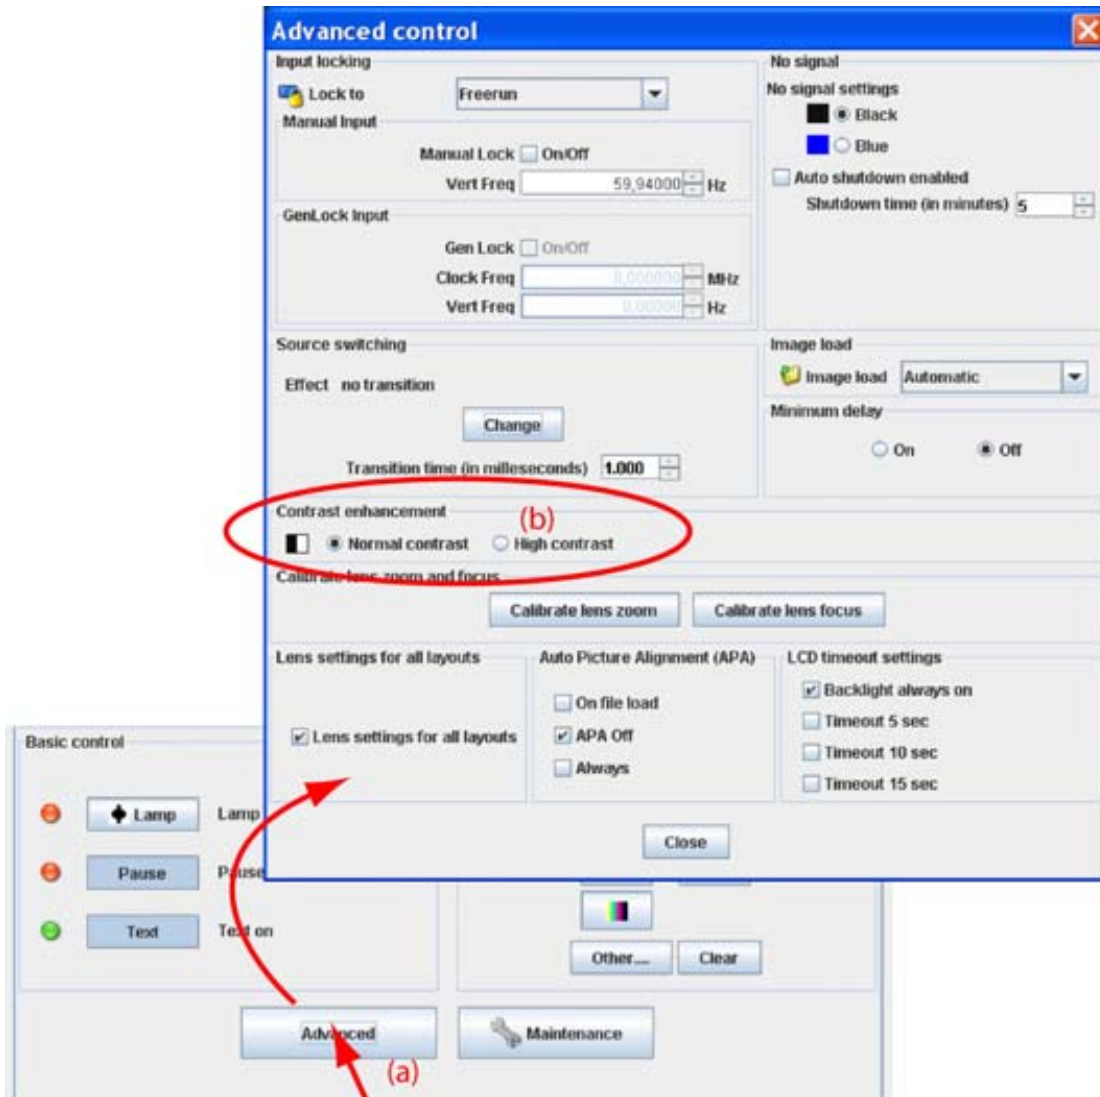 Advanced control
Input locking
Lock to Freerun
Manual Input
Manual Lock On/Off
Vert Freq 59,94000 Hz
GenLock Input
Gen Lock On/Off
Clock Freq 0,000000 MHz
Vert Freq 0,00000 Hz
No signal
No signal settings
Black
Blue
Auto shutdown enabled
Shutdown time (in minutes) 5
Source switching
Effect no transition
Change
Transition time (in milleseconds) 1.000
Image load
Image load Automatic
Minimum delay
On Off
Contrast enhancement
(b)
Normal contrast High contrast
Calibrate lens zoom and focus
Calibrate lens zoom Calibrate lens focus
Lens settings for all layouts
Lens settings for all layouts
Auto Picture Alignment (APA)
On file load
APA Off
Always
LCD timeout settings
Backlight always on
Timeout 5 sec
Timeout 10 sec
Timeout 15 sec
Close
Basic control
Lamp Lamp
Pause Pause
Text Text on
Other.... Clear
Advanced Maintenance
(a)